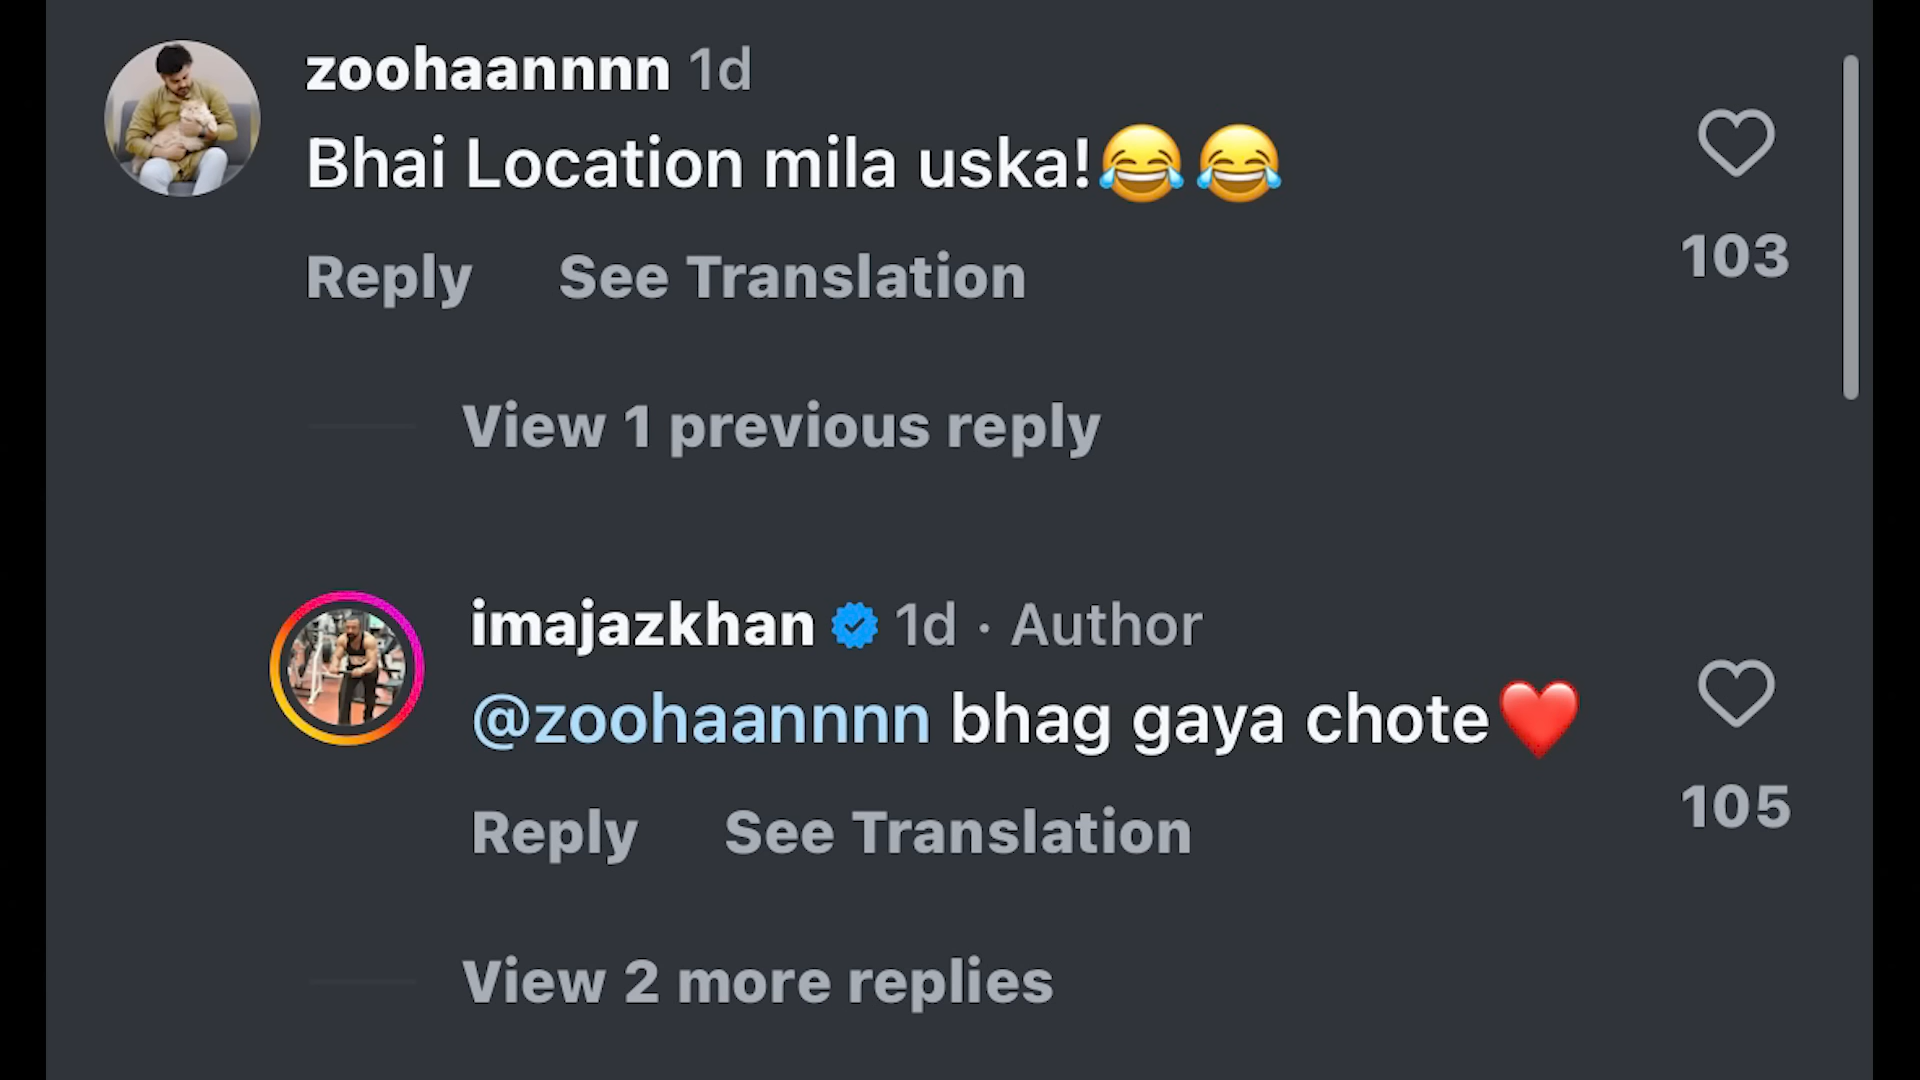 zoohaannnn 1d
Bhai Location mila uska!😂😂
103
Reply See Translation
View 1 previous reply
imajazkhan 1d · Author
@zoohaannnn bhag gaya chote❤️
105
Reply See Translation
View 2 more replies